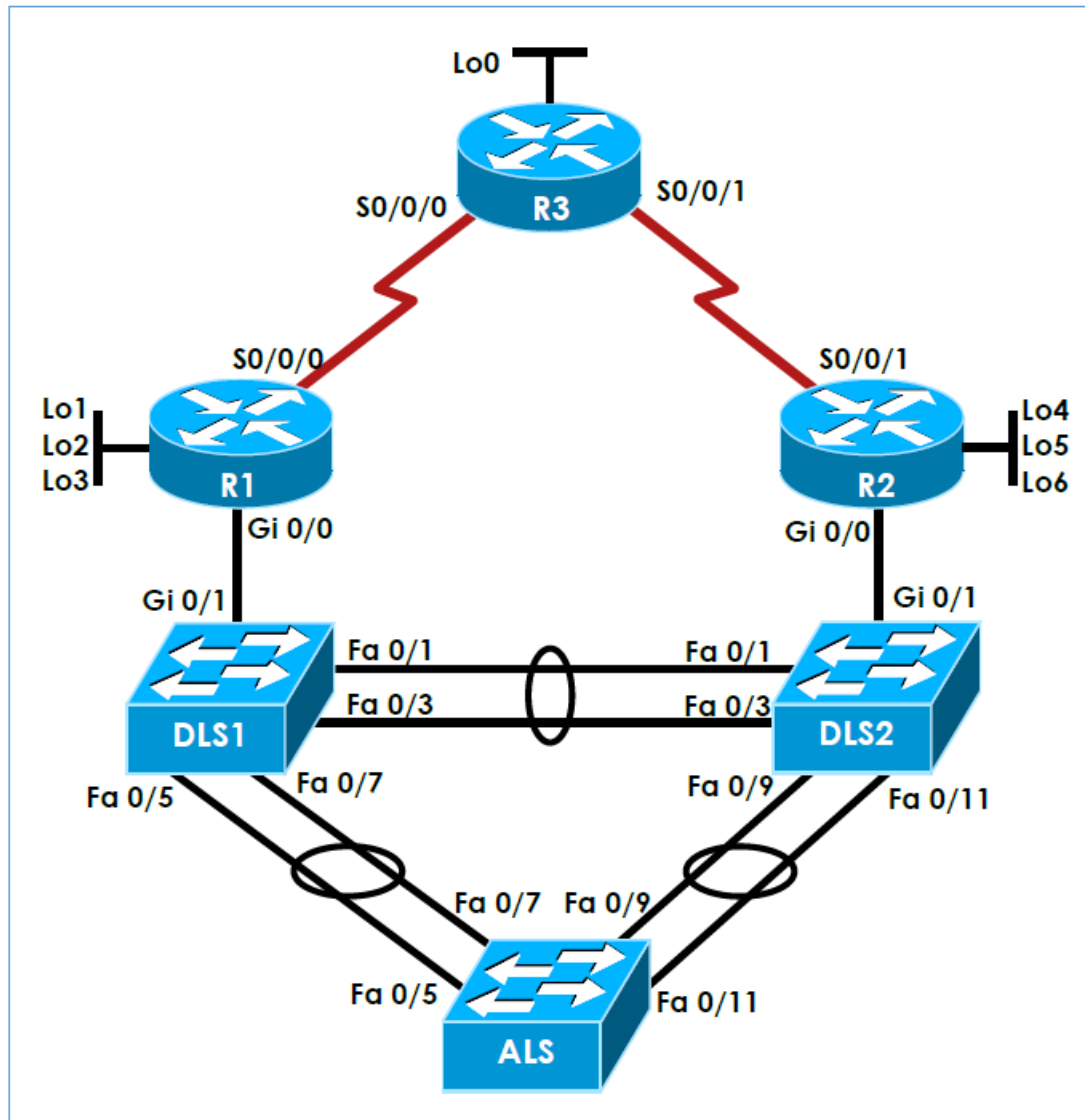 Lo0
R3
S0/0/0
S0/0/1
S0/0/0
S0/0/1
Lo1
Lo2
Lo3
R1
Lo4
Lo5
Lo6
R2
Gi 0/0
Gi 0/0
Gi 0/1
Gi 0/1
Fa 0/1
Fa 0/1
Fa 0/3
Fa 0/3
DLS1
DLS2
Fa 0/5
Fa 0/7
Fa 0/9
Fa 0/11
Fa 0/7
Fa 0/9
Fa 0/5
Fa 0/11
ALS